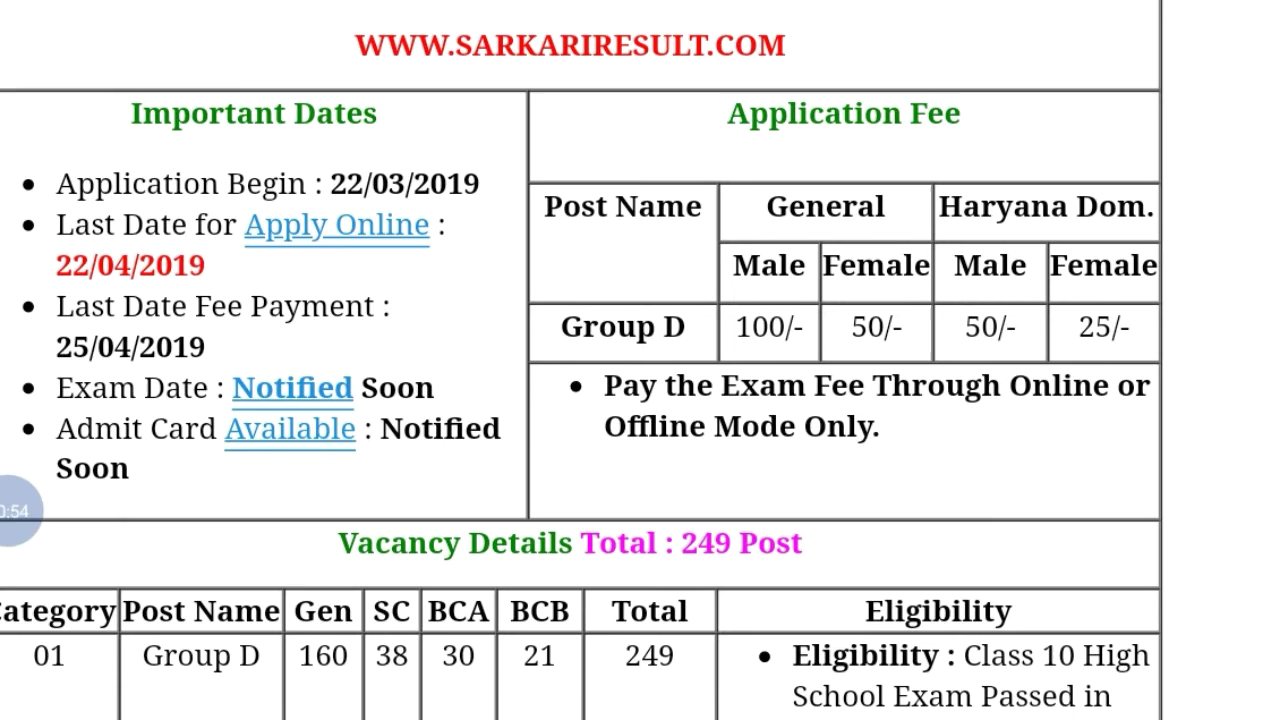 WWW.SARKARIRESULT.COM
Important Dates
Application Begin : 22/03/2019
Last Date for Apply Online :
22/04/2019
Last Date Fee Payment :
25/04/2019
Exam Date : Notified Soon
Admit Card Available : Notified
Soon
Application Fee
Post Name General Haryana Dom.
Male Female Male Female
Group D 100/- 50/- 50/- 25/-
Pay the Exam Fee Through Online or
Offline Mode Only.
0:54
Vacancy Details Total : 249 Post
Category Post Name Gen SC BCA BCB Total Eligibility
01 Group D 160 38 30 21 249 Eligibility : Class 10 High
School Exam Passed in